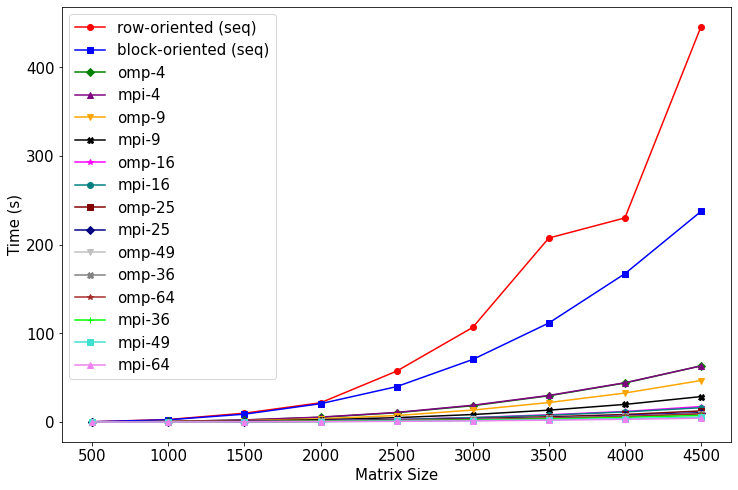 row-oriented (seq)
block-oriented (seq)
omp-4
mpi-4
omp-9
mpi-9
omp-16
mpi-16
omp-25
mpi-25
omp-49
omp-36
omp-64
mpi-36
mpi-49
mpi-64
Time (s)
400
300
200
100
0
500 1000 1500 2000 2500 3000 3500 4000 4500
Matrix Size